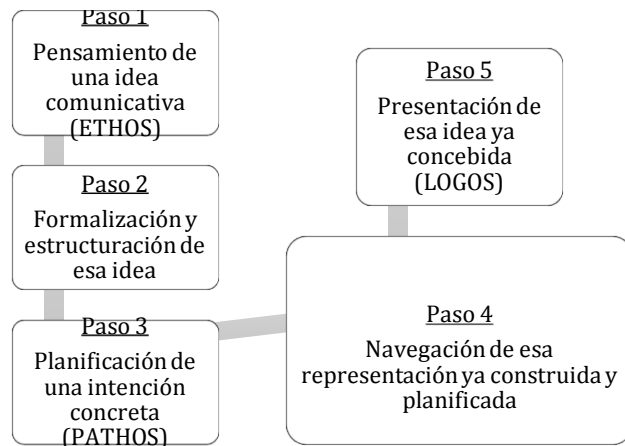 Paso 1
Pensamiento de
una idea
comunicativa
(ETHOS)
Paso 2
Formalización y
estructuración de
esa idea
Paso 3
Planificación de
una intención
concreta
(PATHOS)
Paso 4
Navegación de esa
representación ya construida y
planificada
Paso 5
Presentación de
esa idea ya
concebida
(LOGOS)